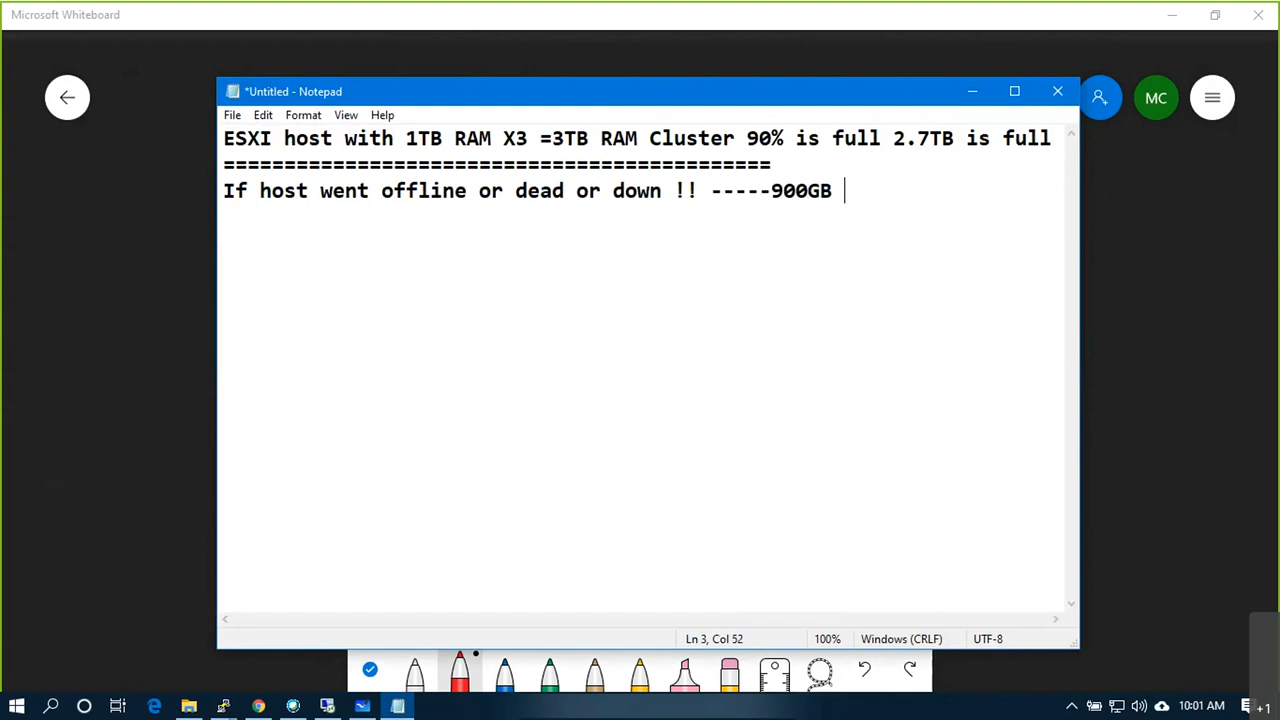 Microsoft Whiteboard
*Untitled - Notepad
File Edit Format View Help
MC
ESXI host with 1TB RAM X3 =3TB RAM Cluster 90% is full 2.7TB is full
=============================================
If host went offline or dead or down !! -----900GB
Ln 3, Col 52 100% Windows (CRLF) UTF-8
10:01 AM
+1